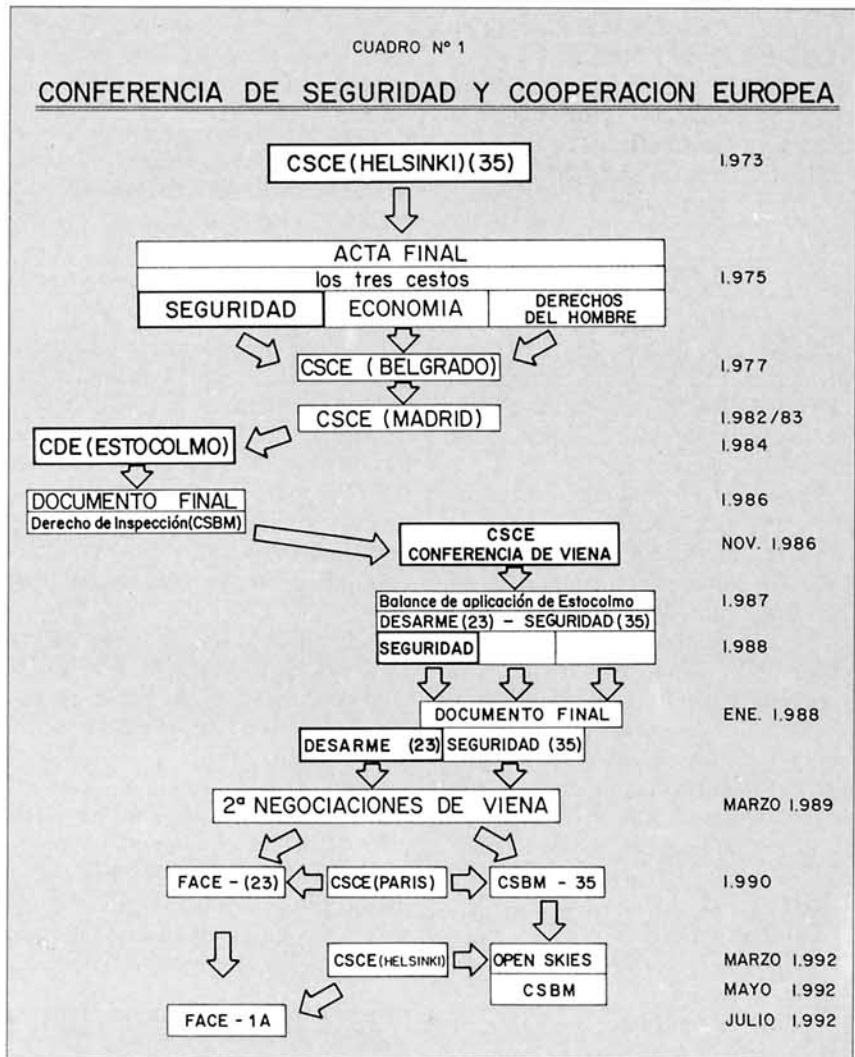 CUADRO Nº 1
CONFERENCIA DE SEGURIDAD Y COOPERACION EUROPEA
CSCE (HELSINKI) (35) 1.973
ACTA FINAL
los tres cestos 1.975
SEGURIDAD ECONOMIA DERECHOS DEL HOMBRE
CSCE (BELGRADO) 1.977
CSCE (MADRID) 1.982/83
CDE (ESTOCOLMO) 1.984
DOCUMENTO FINAL 1.986
Derecho de Inspección (CSBM)
CSCE
CONFERENCIA DE VIENA NOV. 1.986
Balance de aplicación de Estocolmo 1.987
DESARME (23) - SEGURIDAD (35)
SEGURIDAD 1.988
DOCUMENTO FINAL ENE. 1.988
DESARME (23) SEGURIDAD (35)
2ª NEGOCIACIONES DE VIENA MARZO 1.989
FACE - (23) CSCE (PARIS) CSBM - 35 1.990
CSCE (HELSINKI) OPEN SKIES MARZO 1.992
CSBM MAYO 1.992
FACE - 1A JULIO 1.992